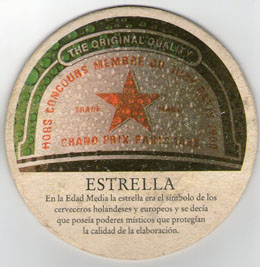 THE ORIGINAL QUALITY
HORS CONCOURS MEMBRE DU JURY
TRADE MARK
GRAND PRIX PARIS
ESTRELLA
En la Edad Media la estrella era el símbolo de los
cerveceros holandeses y europeos y se decía
que poseía poderes místicos que protegían
la calidad de la elaboración.